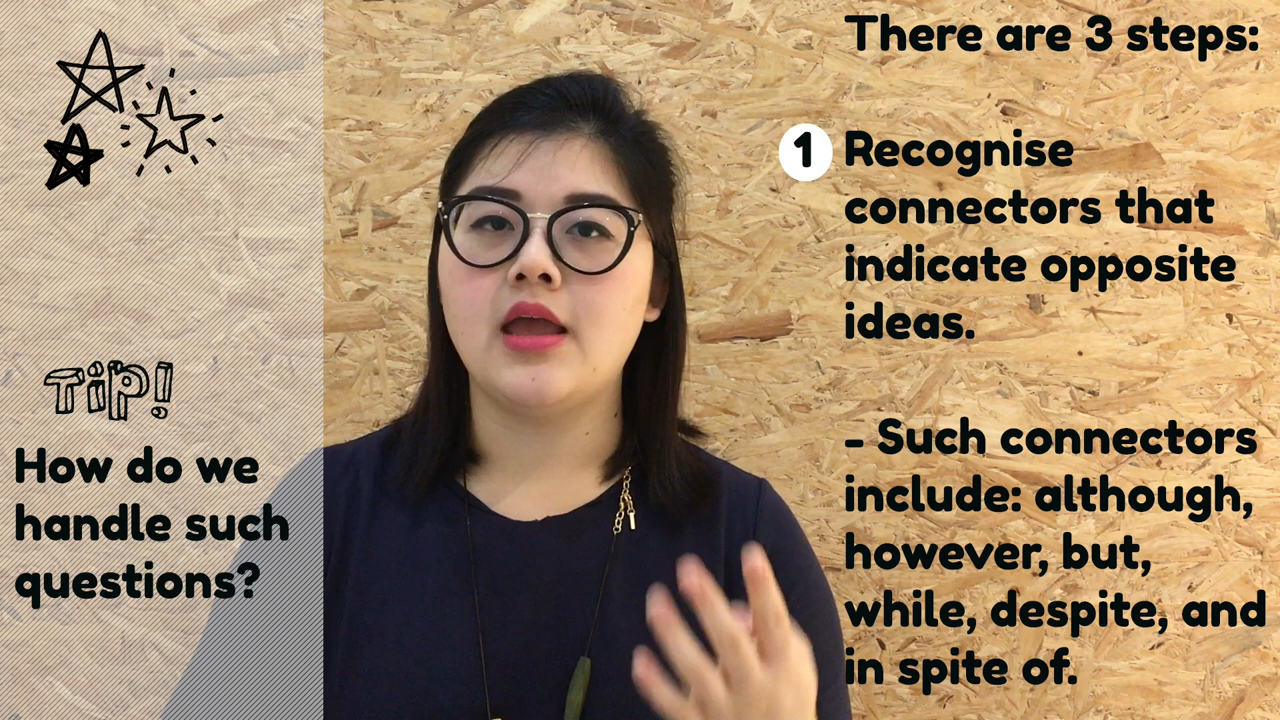 TiP!
How do we
handle such
questions?
There are 3 steps:
1 Recognise
connectors that
indicate opposite
ideas.
- Such connectors
include: although,
however, but,
while, despite, and
in spite of.